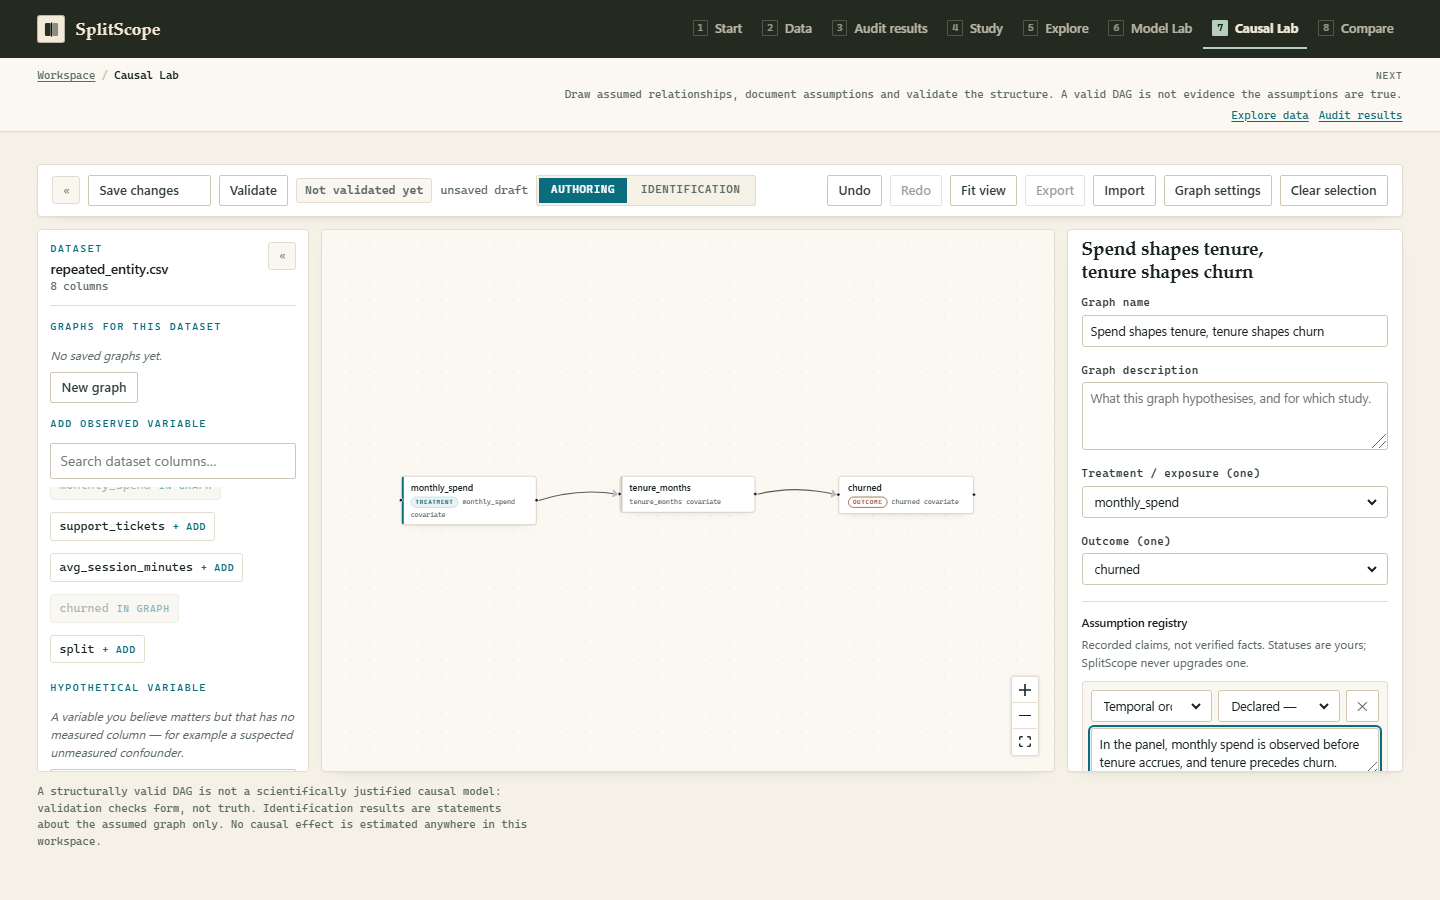 SplitScope
1 Start
2 Data
3 Audit results
4 Study
5 Explore
6 Model Lab
7 Causal Lab
8 Compare
Workspace / Causal Lab
NEXT
Draw assumed relationships, document assumptions and validate the structure. A valid DAG is not evidence the assumptions are true.
Explore data Audit results
«
Save changes
Validate
Not validated yet
unsaved draft
AUTHORING
IDENTIFICATION
Undo
Redo
Fit view
Export
Import
Graph settings
Clear selection
DATASET
«
repeated_entity.csv
8 columns
GRAPHS FOR THIS DATASET
No saved graphs yet.
New graph
ADD OBSERVED VARIABLE
Search dataset columns...
monthly_spend IN GRAPH
support_tickets + ADD
avg_session_minutes + ADD
churned IN GRAPH
split + ADD
HYPOTHETICAL VARIABLE
A variable you believe matters but that has no
measured column — for example a suspected
unmeasured confounder.
monthly_spend
TREATMENT monthly_spend
covariate
tenure_months
tenure_months covariate
churned
OUTCOME churned covariate
Spend shapes tenure,
tenure shapes churn
Graph name
Spend shapes tenure, tenure shapes churn
Graph description
What this graph hypothesises, and for which study.
Treatment / exposure (one)
monthly_spend
Outcome (one)
churned
Assumption registry
Recorded claims, not verified facts. Statuses are yours;
SplitScope never upgrades one.
Temporal orc
Declared —
In the panel, monthly spend is observed before
tenure accrues, and tenure precedes churn.
A structurally valid DAG is not a scientifically justified causal model:
validation checks form, not truth. Identification results are statements
about the assumed graph only. No causal effect is estimated anywhere in this
workspace.